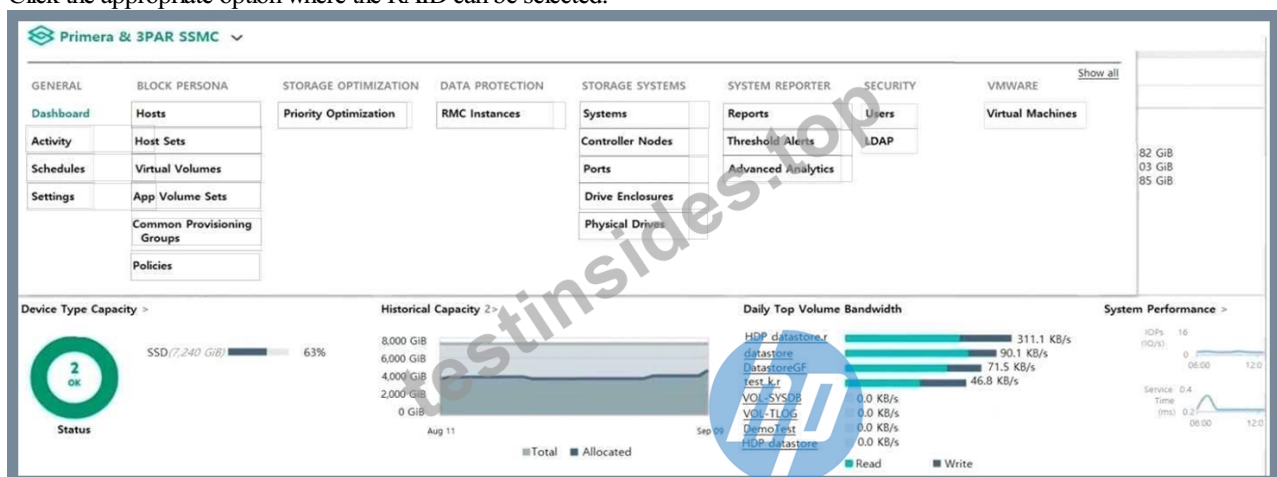 Click the appropriate option where the RAID can be selected.
Primera & 3PAR SSMC
Show all
GENERAL
Dashboard
Activity
Schedules
Settings
BLOCK PERSONA
Hosts
Host Sets
Virtual Volumes
App Volume Sets
Common Provisioning
Groups
Policies
STORAGE OPTIMIZATION
Priority Optimization
DATA PROTECTION
RMC Instances
STORAGE SYSTEMS
Systems
Controller Nodes
Ports
Drive Enclosures
Physical Drives
SYSTEM REPORTER
Reports
Threshold Alerts
Advanced Analytics
SECURITY
Users
LDAP
VMWARE
Virtual Machines
82 GiB
03 GiB
85 GiB
testinsides.top
Device Type Capacity >
2
OK
Status
SSD(7,240 GiB) 63%
Historical Capacity 2>
8,000 GiB
6,000 GiB
4,000 GiB
2,000 GiB
0 GiB
Aug 11 Sep 09
Total Allocated
Daily Top Volume Bandwidth
HDP datastore.r 311.1 KB/s
datastore 90.1 KB/s
DatastoreGF 71.5 KB/s
test_k.r 46.8 KB/s
VOL-SYSDB 0.0 KB/s
VOL-TLOG 0.0 KB/s
DemoTest 0.0 KB/s
HDP datastore 0.0 KB/s
Read Write
hp
System Performance >
IOPs 16
(IO/s)
0
06:00 12:0
Service 0.4
Time
(ms) 0.2
06:00 12:0